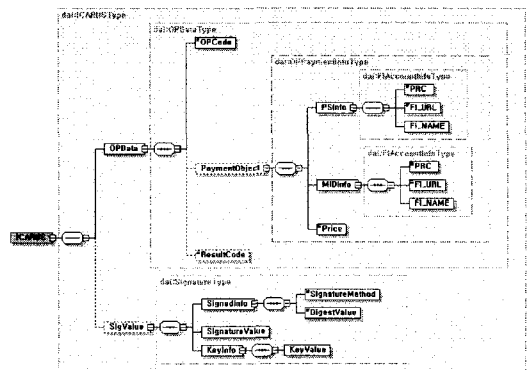 dal:ICARUSType
dal:OPDataType
OPCode
dal:OPPaymentDataType
dal:FIAccountInfoType
PRC
PSInfo
FI_URL
FI_NAME
OPData
PaymentObject
dal:FIAccountInfoType
PRC
MIDInfo
FI_URL
FI_NAME
Price
ResultCode
ICARUS
dal:SignatureType
SignedInfo
SignatureMethod
DigestValue
SigValue
SignatureValue
KeyInfo
KeyValue